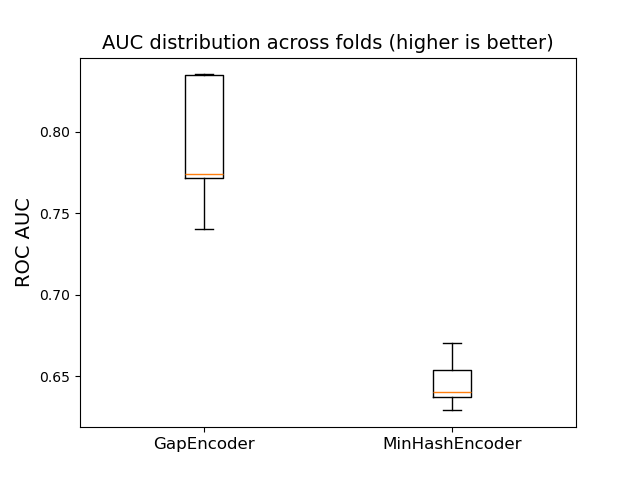 AUC distribution across folds (higher is better)
ROC AUC
0.80
0.75
0.70
0.65
GapEncoder
MinHashEncoder